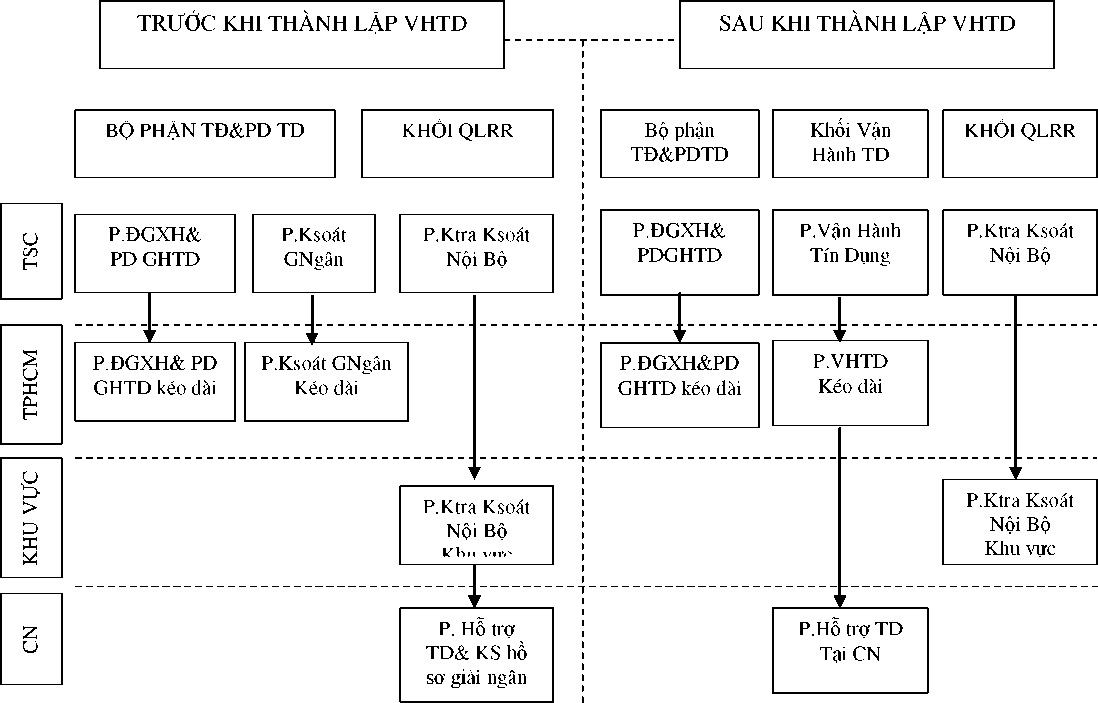 TRƯỚC KHI THÀNH LẬP VHTD
SAU KHI THÀNH LẬP VHTD
BỘ PHẬN TĐ&PD TD
KHỐI QLRR
Bộ phận
TĐ&PDTD
Khối Vận
Hành TD
KHỐI QLRR
TSC
P.ĐGXH&
PD GHTD
P.Ksoát
GNgân
P.Ktra Ksoát
Nội Bộ
P.ĐGXH&
PDGHTD
P.Vận Hành
Tín Dụng
P.Ktra Ksoát
Nội Bộ
TPHCM
P.ĐGXH& PD
GHTD kéo dài
P.Ksoát GNgân
Kéo dài
P.ĐGXH&PD
GHTD kéo dài
P.VHTD
Kéo dài
KHU VỰC
P.Ktra Ksoát
Nội Bộ
Khu vực
P.Ktra Ksoát
Nội Bộ
Khu vực
CN
P. Hỗ trợ
TD& KS hồ
sơ giải ngân
P.Hỗ trợ TD
Tại CN